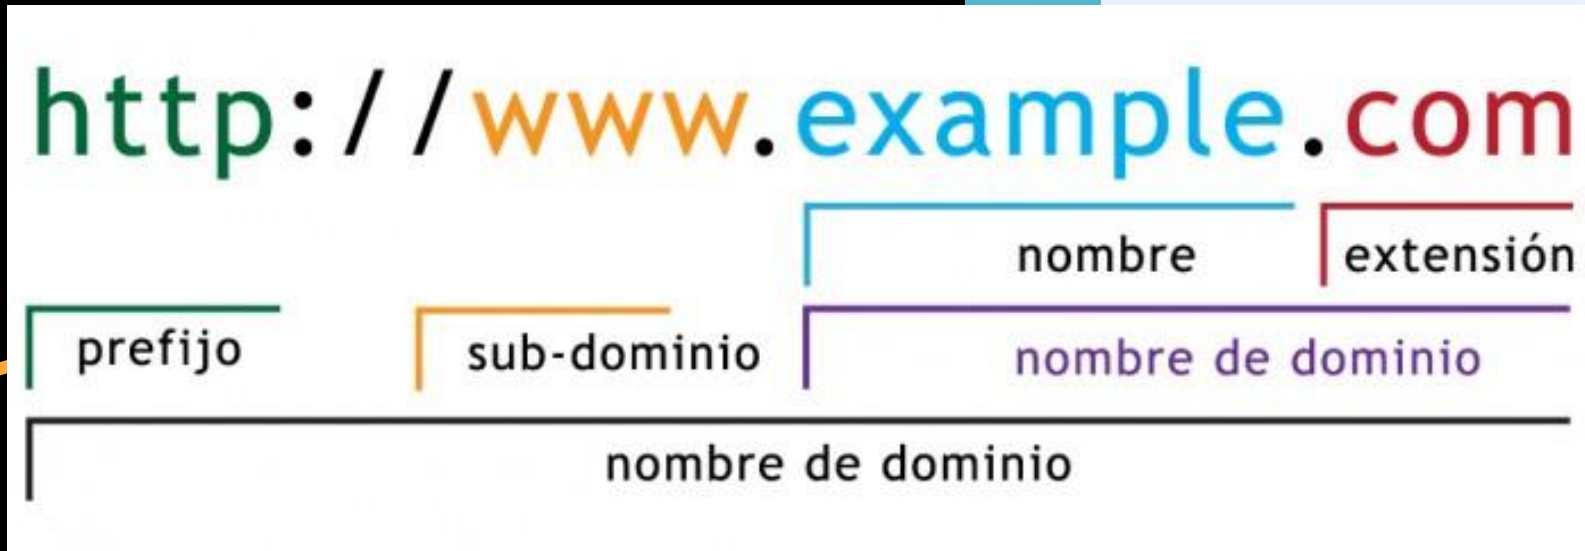 http://www.example.com
nombre extensión
prefijo sub-dominio nombre de dominio
nombre de dominio